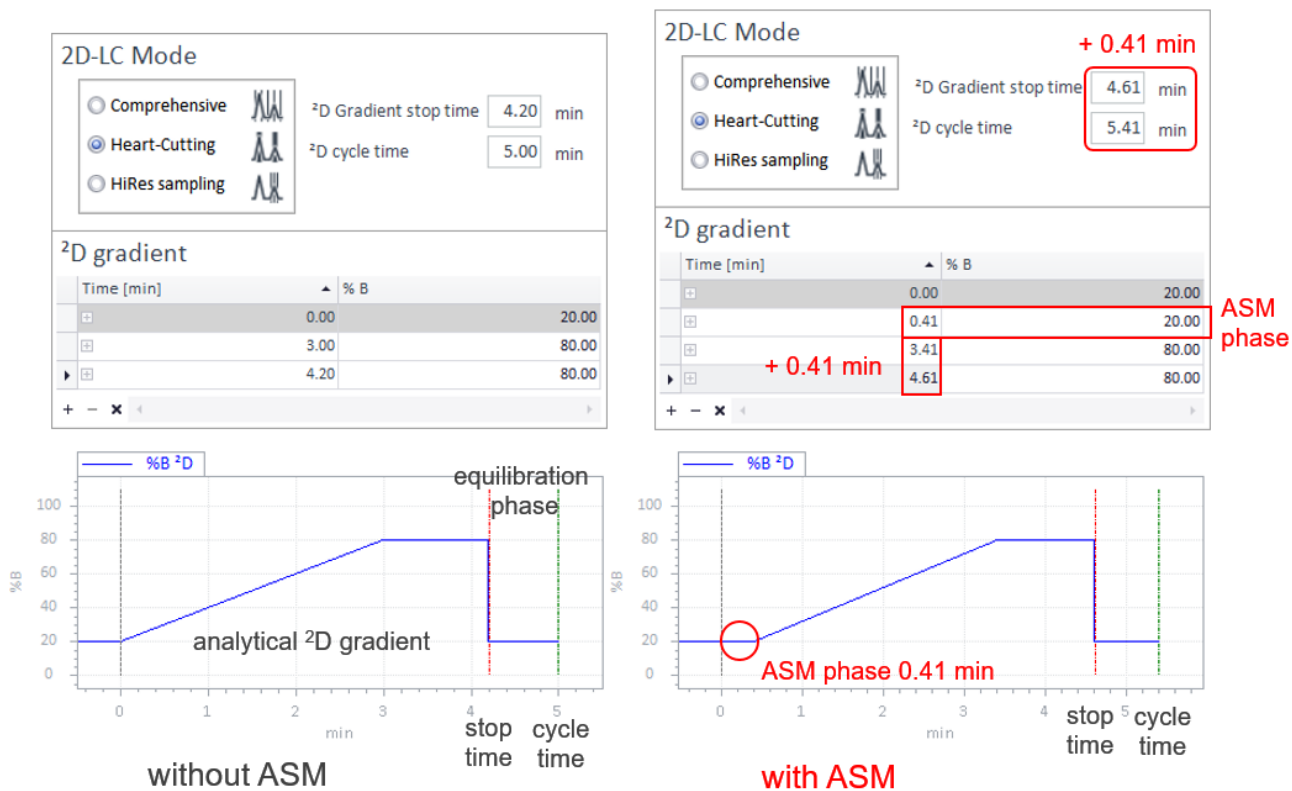 2D-LC Mode
Comprehensive
Heart-Cutting
HiRes sampling
²D Gradient stop time 4.20 min
²D cycle time 5.00 min
²D gradient
Time [min] % B
0.00 20.00
3.00 80.00
4.20 80.00
%B ²D
equilibration
phase
100
80
60
40
20
0
%B
analytical ²D gradient
0 1 2 3 4 5
min
stop
time
cycle
time
without ASM
2D-LC Mode
+ 0.41 min
Comprehensive
Heart-Cutting
HiRes sampling
²D Gradient stop time 4.61 min
²D cycle time 5.41 min
²D gradient
Time [min] % B
0.00 20.00
0.41 20.00
3.41 80.00
4.61 80.00
ASM
phase
+ 0.41 min
%B ²D
100
80
60
40
20
0
%B
ASM phase 0.41 min
0 1 2 3 4 5
min
stop
time
cycle
time
with ASM